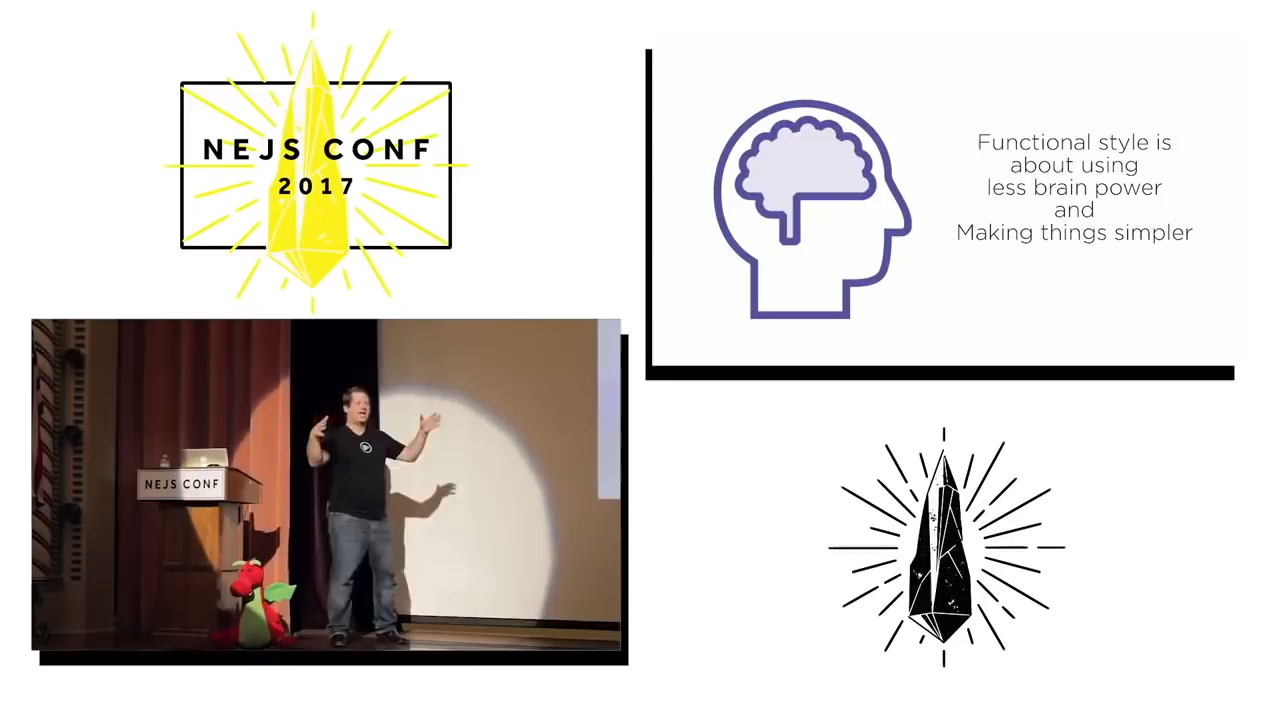 NEJS CONF
2017
Functional style is
about using
less brain power
and
Making things simpler
NEJS CONF